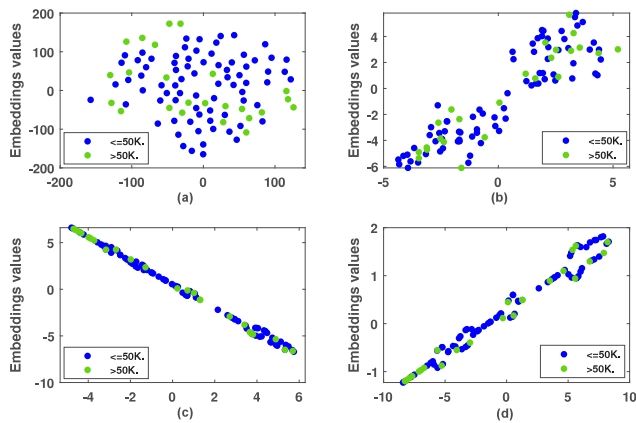 200
100
0
-100
-200
Embeddings values
<=50K.
>50K.
-200 -100 0 100
(a)
6
4
2
0
-2
-4
-6
Embeddings values
<=50K.
>50K.
-5 0 5
(b)
5
0
-5
-10
Embeddings values
<=50K.
>50K.
-4 -2 0 2 4 6
(c)
2
1
0
-1
Embeddings values
<=50K.
>50K.
-10 -5 0 5 10
(d)